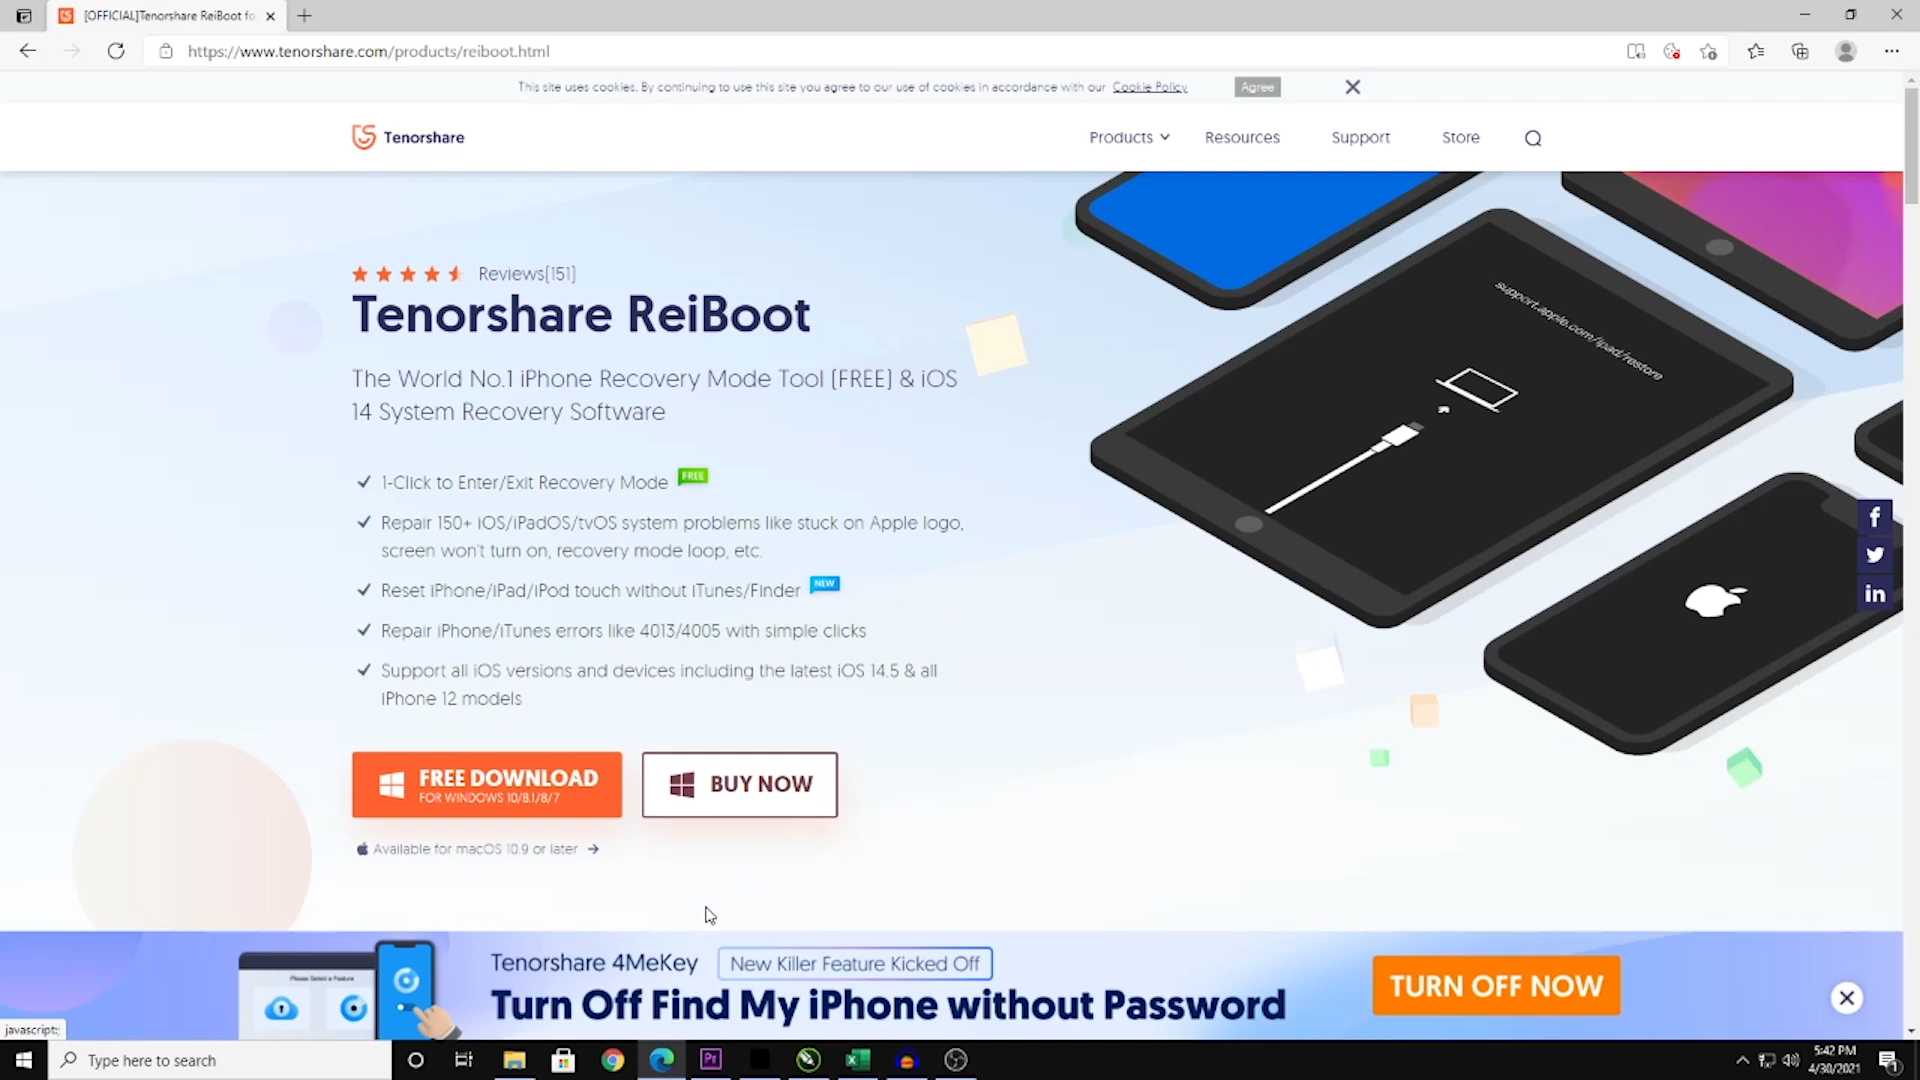 [OFFICIAL]Tenorshare ReiBoot fo
https://www.tenorshare.com/products/reiboot.html
This site uses cookies. By continuing to use this site you agree to our use of cookies in accordance with our Cookie Policy
Agree
Tenorshare
Products
Resources
Support
Store
support.apple.com/ipad/restore
Reviews[151]
Tenorshare ReiBoot
The World No.1 iPhone Recovery Mode Tool [FREE] & iOS
14 System Recovery Software
1-Click to Enter/Exit Recovery Mode FREE
Repair 150+ iOS/iPadOS/tvOS system problems like stuck on Apple logo,
screen won't turn on, recovery mode loop, etc.
Reset iPhone/iPad/iPod touch without iTunes/Finder NEW
Repair iPhone/iTunes errors like 4013/4005 with simple clicks
Support all iOS versions and devices including the latest iOS 14.5 & all
iPhone 12 models
FREE DOWNLOAD
FOR WINDOWS 10/8.1/8/7
BUY NOW
Available for macOS 10.9 or later
f
in
Please Select a Feature
Tenorshare 4MeKey
New Killer Feature Kicked Off
Turn Off Find My iPhone without Password
TURN OFF NOW
javascript:;
Type here to search
Pr
5:42 PM
4/30/2021
1